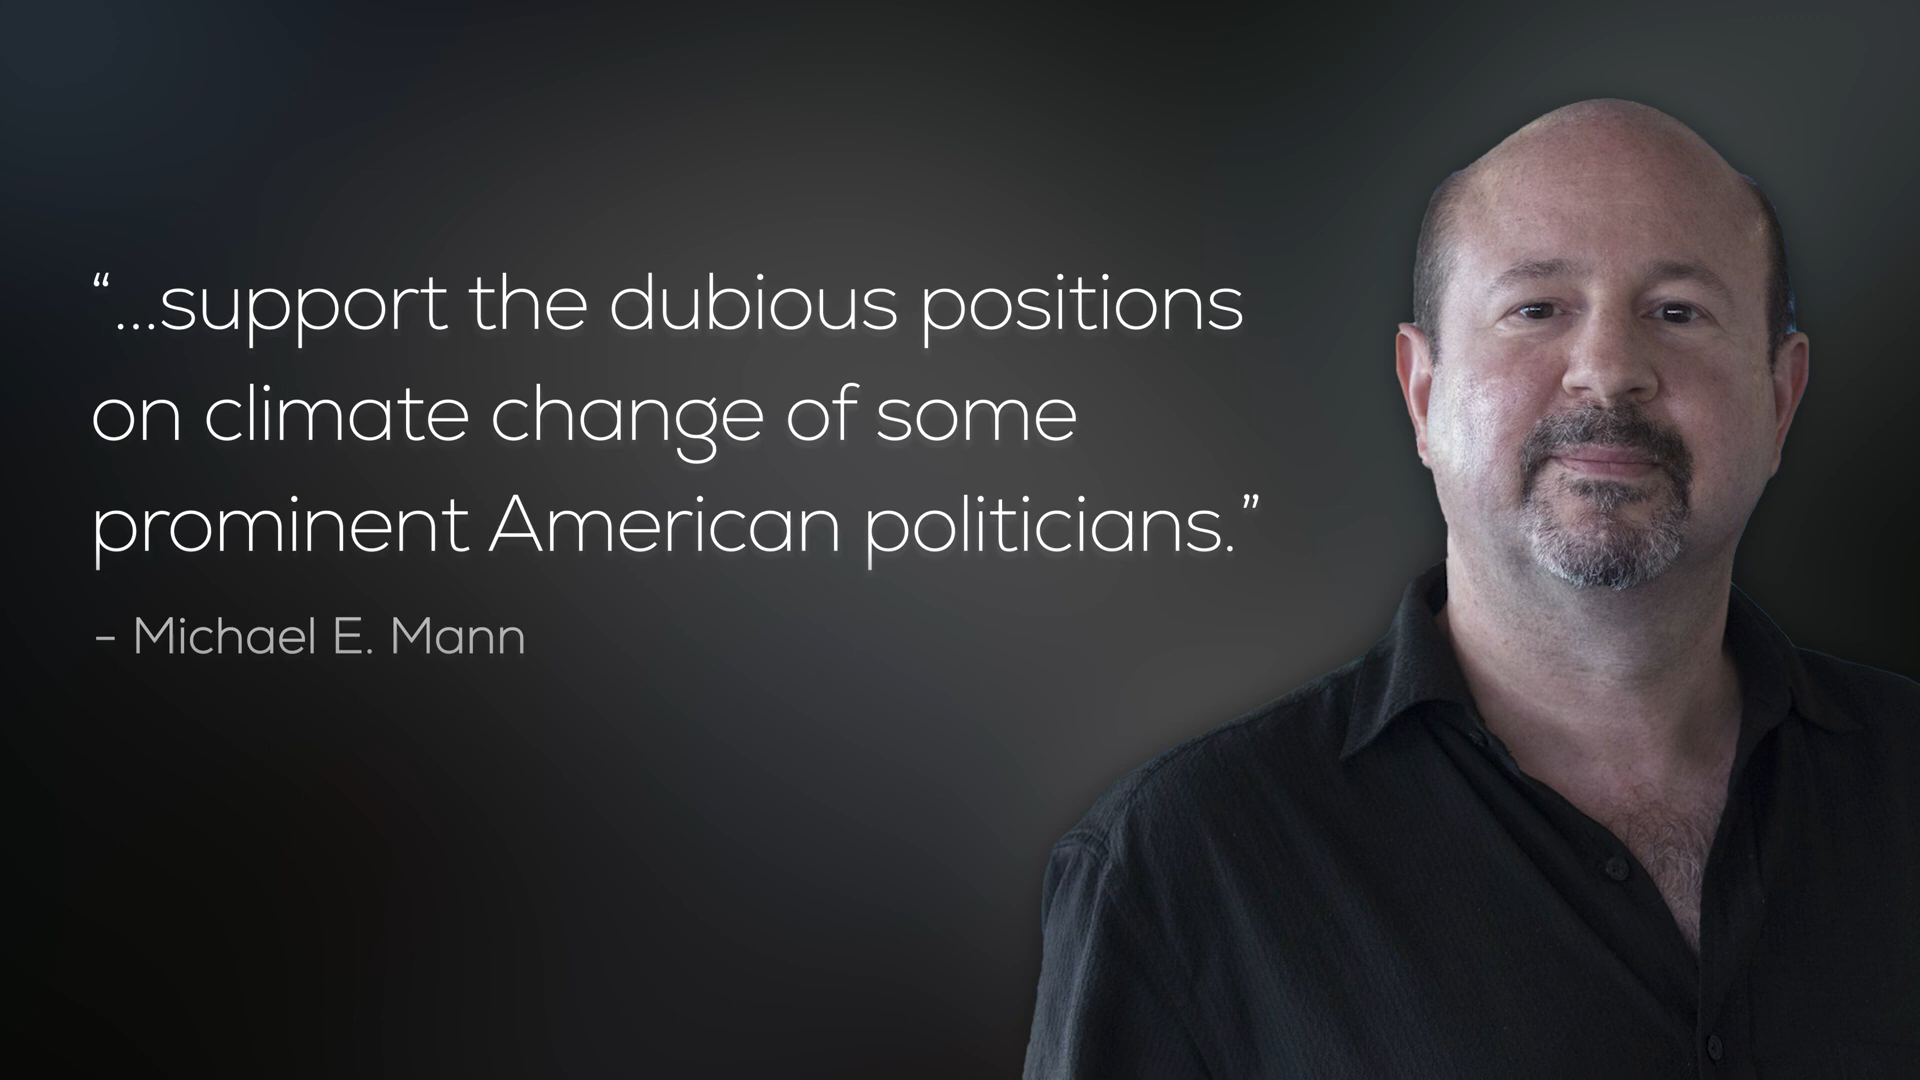 “...support the dubious positions
on climate change of some
prominent American politicians.”
- Michael E. Mann